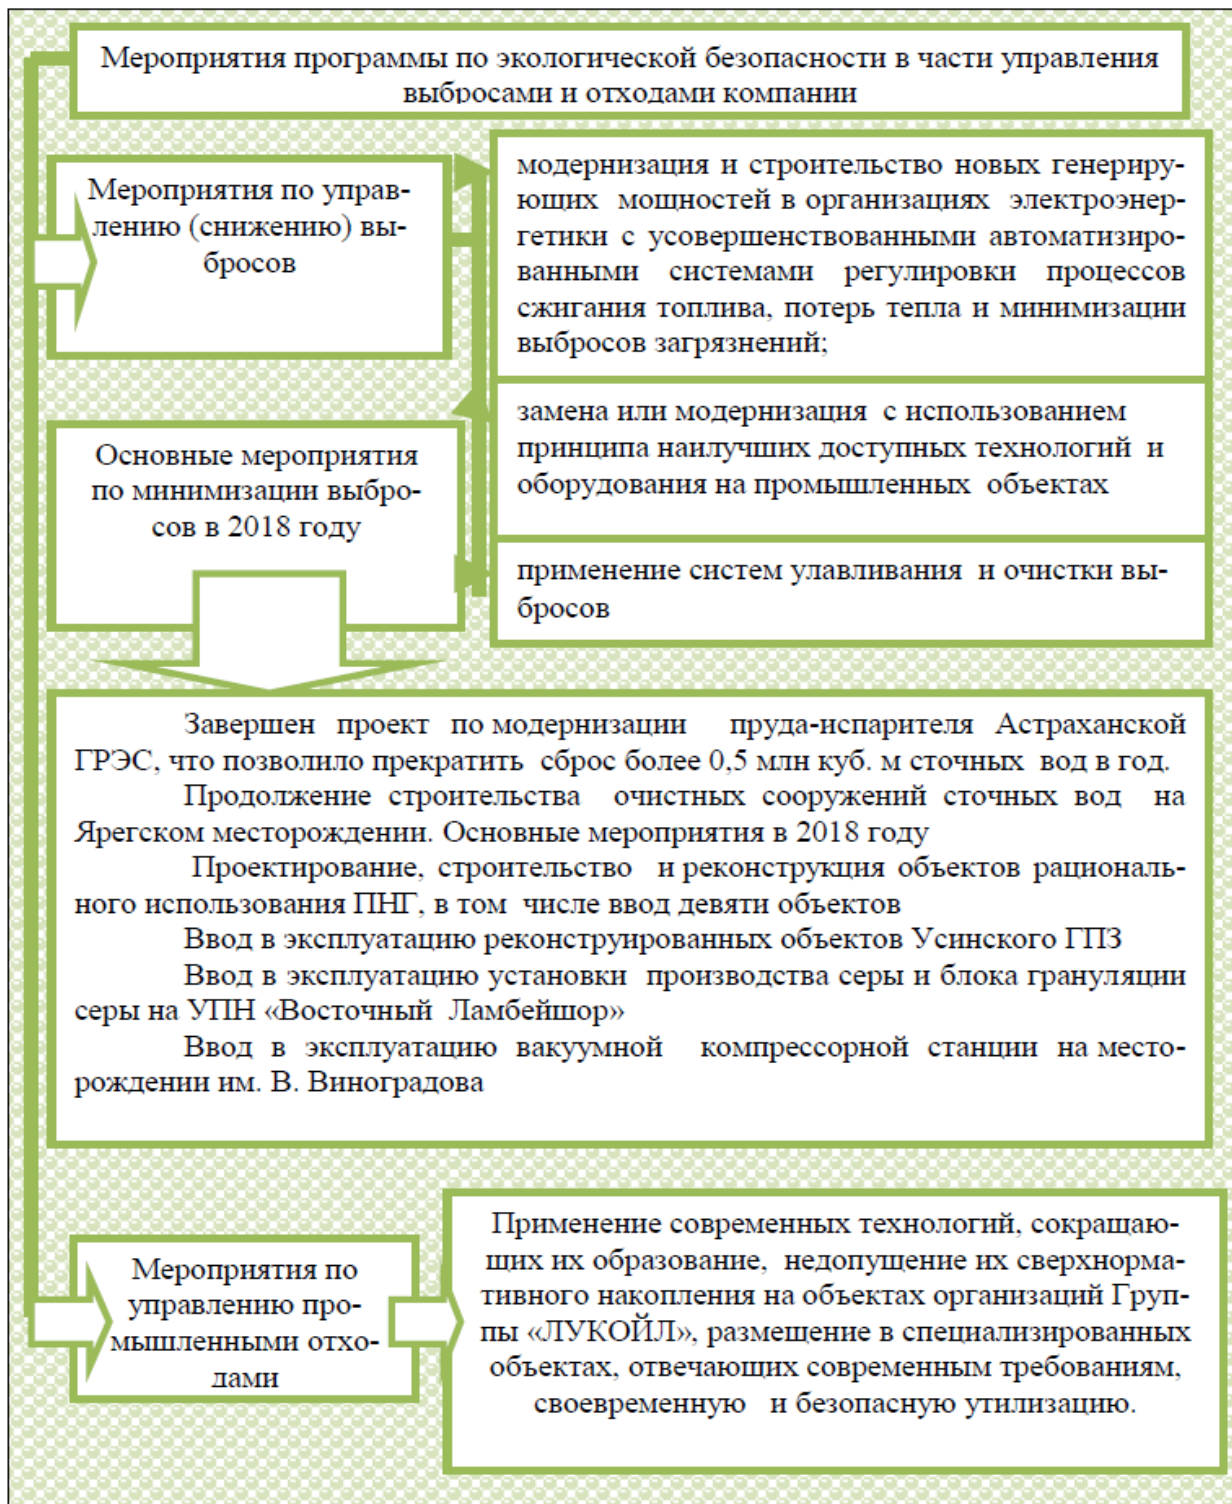 Мероприятия программы по экологической безопасности в части управления
выбросами и отходами компании
Мероприятия по управ-
лению (снижению) вы-
бросов
модернизация и строительство новых генерирую-
ющих мощностей в организациях электроэнер-
гетики с усовершенствованными автоматизиро-
ванными системами регулировки процессов
сжигания топлива, потерь тепла и минимизации
выбросов загрязнений;
замена или модернизация с использованием
принципа наилучших доступных технологий и
оборудования на промышленных объектах
применение систем улавливания и очистки вы-
бросов
Основные мероприятия
по минимизации выбро-
сов в 2018 году
Завершен проект по модернизации пруда-испарителя Астраханской
ГРЭС, что позволило прекратить сброс более 0,5 млн куб. м сточных вод в год.
Продолжение строительства очистных сооружений сточных вод на
Ярегском месторождении. Основные мероприятия в 2018 году
Проектирование, строительство и реконструкция объектов рациональ-
ного использования ПНГ, в том числе ввод девяти объектов
Ввод в эксплуатацию реконструированных объектов Усинского ГПЗ
Ввод в эксплуатацию установки производства серы и блока грануляции
серы на УПН «Восточный Ламбейшор»
Ввод в эксплуатацию вакуумной компрессорной станции на место-
рождении им. В. Виноградова
Мероприятия по
управлению про-
мышленными отхо-
дами
Применение современных технологий, сокращаю-
щих их образование, недопущение их сверхнорма-
тивного накопления на объектах организаций Груп-
пы «ЛУКОЙЛ», размещение в специализированных
объектах, отвечающих современным требованиям,
своевременную и безопасную утилизацию.